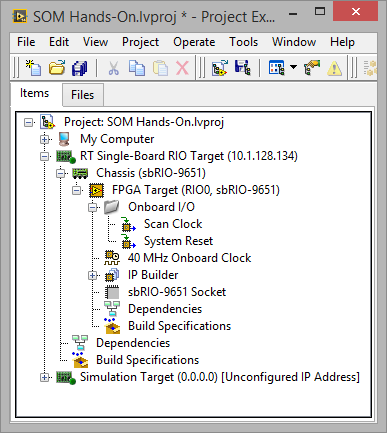 SOM Hands-On.lvproj * - Project Ex...
File Edit View Project Operate Tools Window Help
Items Files
Project: SOM Hands-On.lvproj
My Computer
RT Single-Board RIO Target (10.1.128.134)
Chassis (sbRIO-9651)
FPGA Target (RIO0, sbRIO-9651)
Onboard I/O
Scan Clock
System Reset
40 MHz Onboard Clock
IP Builder
sbRIO-9651 Socket
Dependencies
Build Specifications
Dependencies
Build Specifications
Simulation Target (0.0.0.0) [Unconfigured IP Address]